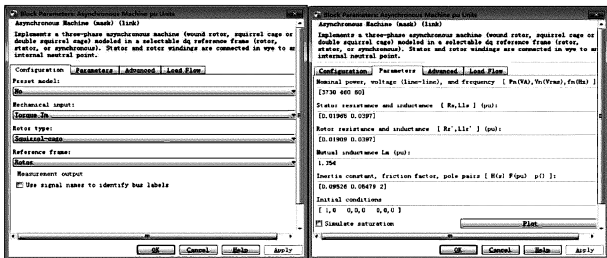 Block Parameters: Asynchronous Machine pu Units
Asynchronous Machine (mask) (link)
Implements a three-phase asynchronous machine (wound rotor, squirrel cage or
double squirrel cage) modeled in a selectable dq reference frame (rotor,
stator, or synchronous). Stator and rotor windings are connected in wye to an
internal neutral point.
Configuration Parameters Advanced Load Flow
Preset model:
No
Mechanical input:
Torque Tm
Rotor type:
Squirrel-cage
Reference frame:
Rotor
Measurement output
Use signal names to identify bus labels
OK Cancel Help Apply
Block Parameters: Asynchronous Machine pu Units
Asynchronous Machine (mask) (link)
Implements a three-phase asynchronous machine (wound rotor, squirrel cage or
double squirrel cage) modeled in a selectable dq reference frame (rotor,
stator, or synchronous). Stator and rotor windings are connected in wye to an
internal neutral point.
Configuration Parameters Advanced Load Flow
Nominal power, voltage (line-line), and frequency [ Pn(VA),Vn(Vrms),fn(Hz) ]
[3730 460 60]
Stator resistance and inductance [ Rs,Lls ] (pu):
[0.01965 0.0397]
Rotor resistance and inductance [ Rr',Llr' ] (pu):
[0.01909 0.0397]
Mutual inductance Lm (pu):
1.354
Inertia constant, friction factor, pole pairs [ H(s) F(pu) p() ]:
[0.09526 0.05479 2]
Initial conditions
[ 1,0 0,0,0 0,0,0 ]
Simulate saturation Plot
OK Cancel Help Apply